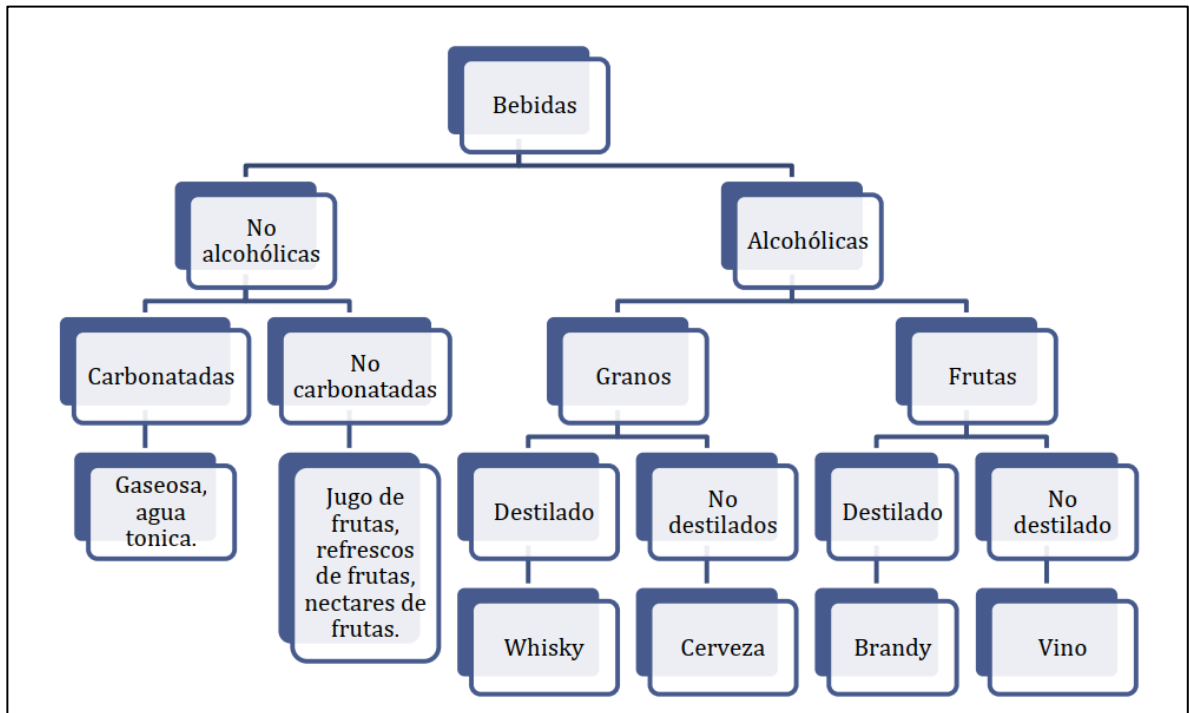 Bebidas
No
alcohólicas
Alcohólicas
Carbonatadas
No
carbonatadas
Granos
Frutas
Gaseosa,
agua
tonica.
Jugo de
frutas,
refrescos
de frutas,
nectares de
frutas.
Destilado
No
destilados
Destilado
No
destilado
Whisky
Cerveza
Brandy
Vino